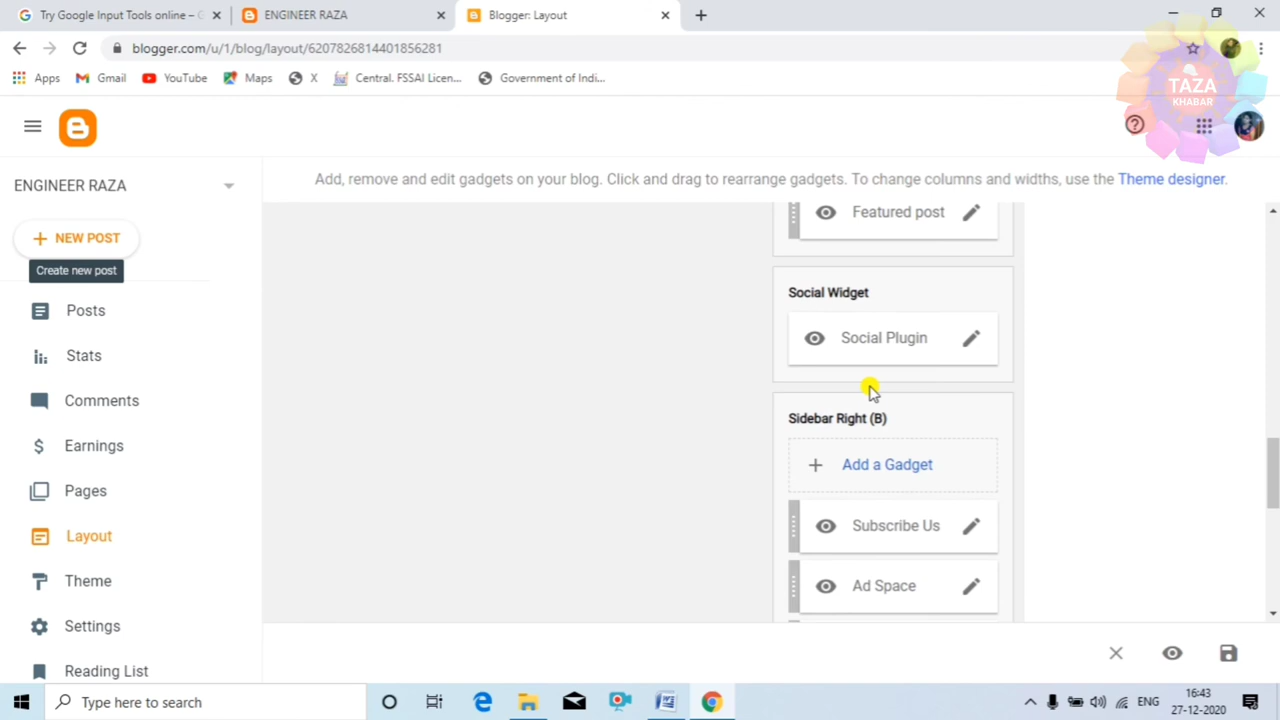 Try Google Input Tools online – G
ENGINEER RAZA
Blogger: Layout
blogger.com/u/1/blog/layout/6207826814401856281
Apps
Gmail
YouTube
Maps
X
Central. FSSAI Licen...
Government of Indi...
TAZA
KHABAR
ENGINEER RAZA
Add, remove and edit gadgets on your blog. Click and drag to rearrange gadgets. To change columns and widths, use the Theme designer.
NEW POST
Create new post
Posts
Stats
Comments
Earnings
Pages
Layout
Theme
Settings
Reading List
Featured post
Social Widget
Social Plugin
Sidebar Right (B)
Add a Gadget
Subscribe Us
Ad Space
Type here to search
ENG
16:43
27-12-2020